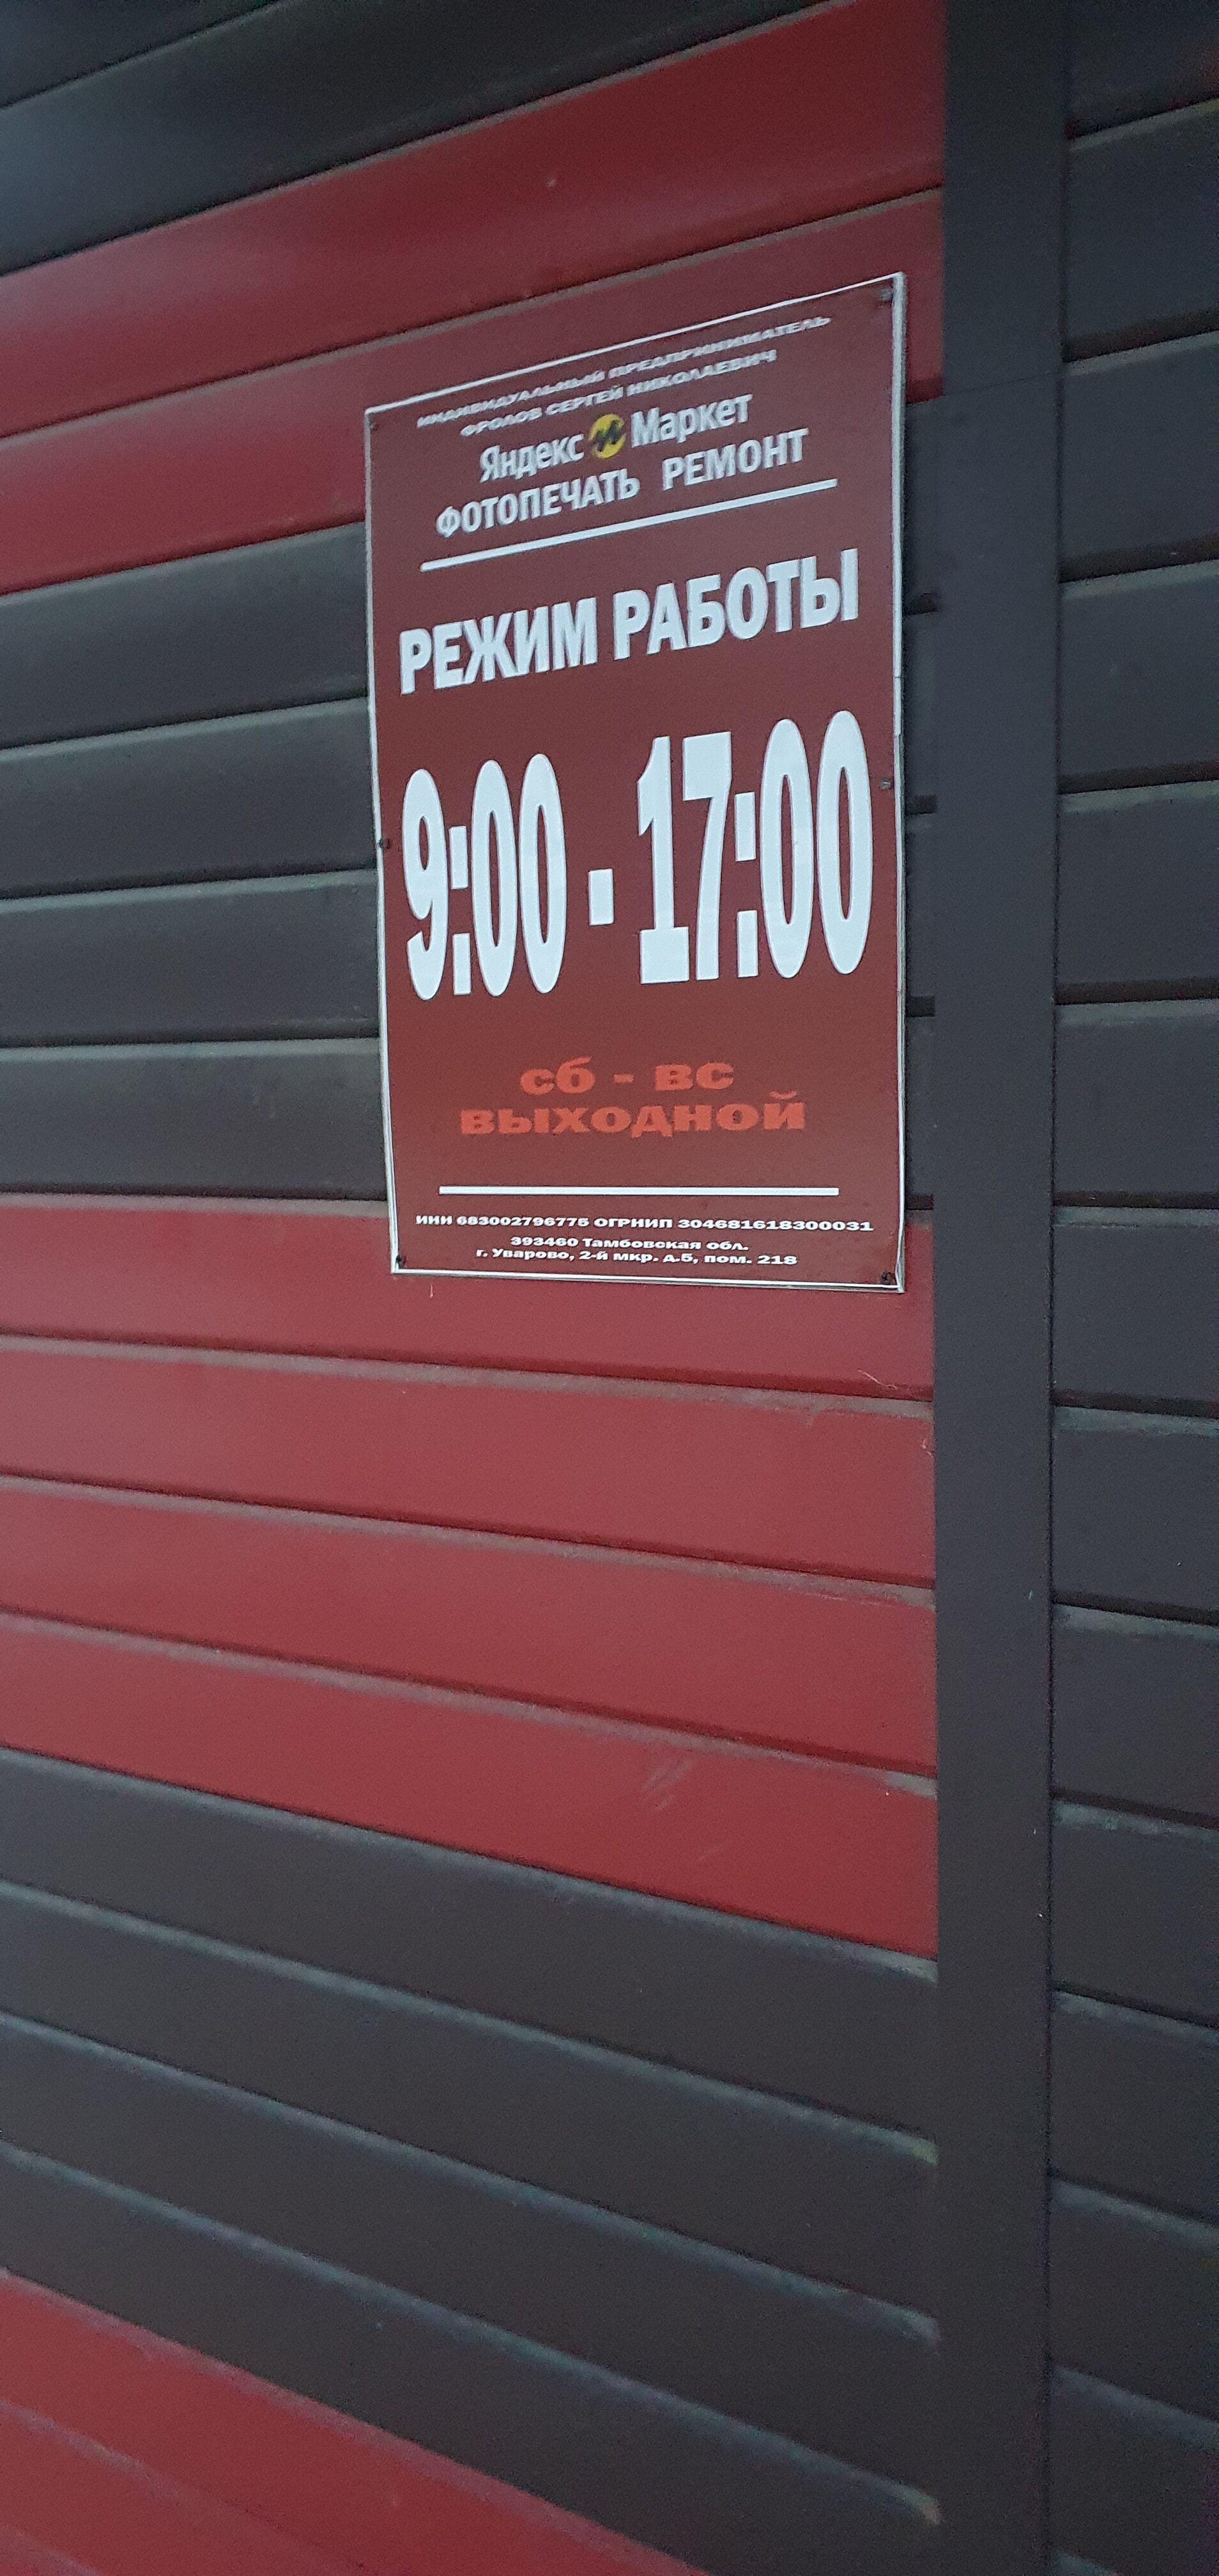 ИНДИВИДУАЛЬНЫЙ ПРЕДПРИНИМАТЕЛЬ
ФРОЛОВ СЕРГЕЙ НИКОЛАЕВИЧ
Яндекс Маркет
ФОТОПЕЧАТЬ РЕМОНТ
РЕЖИМ РАБОТЫ
9:00 - 17:00
сб - вс
выходной
ИНН 683002796775 ОГРНИП 304681618300031
393460 Тамбовская обл.
г. Уварово, 2-й мкр. д.5, пом. 218